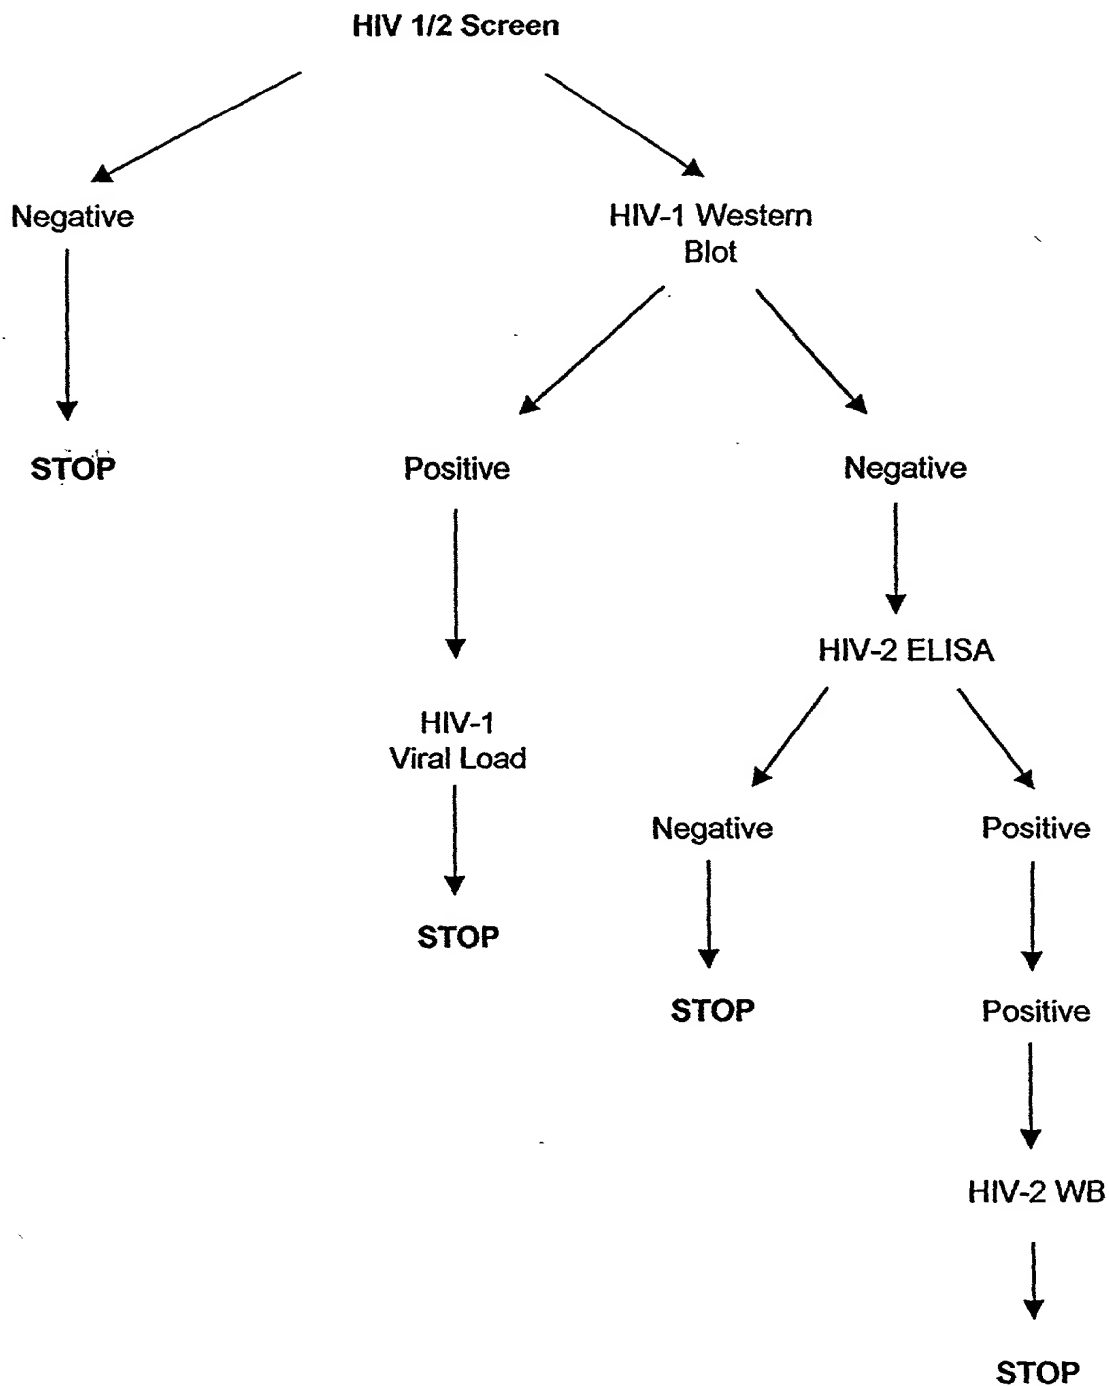 HIV 1/2 Screen
Negative
HIV-1 Western
Blot
STOP
Positive
Negative
HIV-2 ELISA
HIV-1
Viral Load
Negative
Positive
STOP
STOP
Positive
HIV-2 WB
STOP